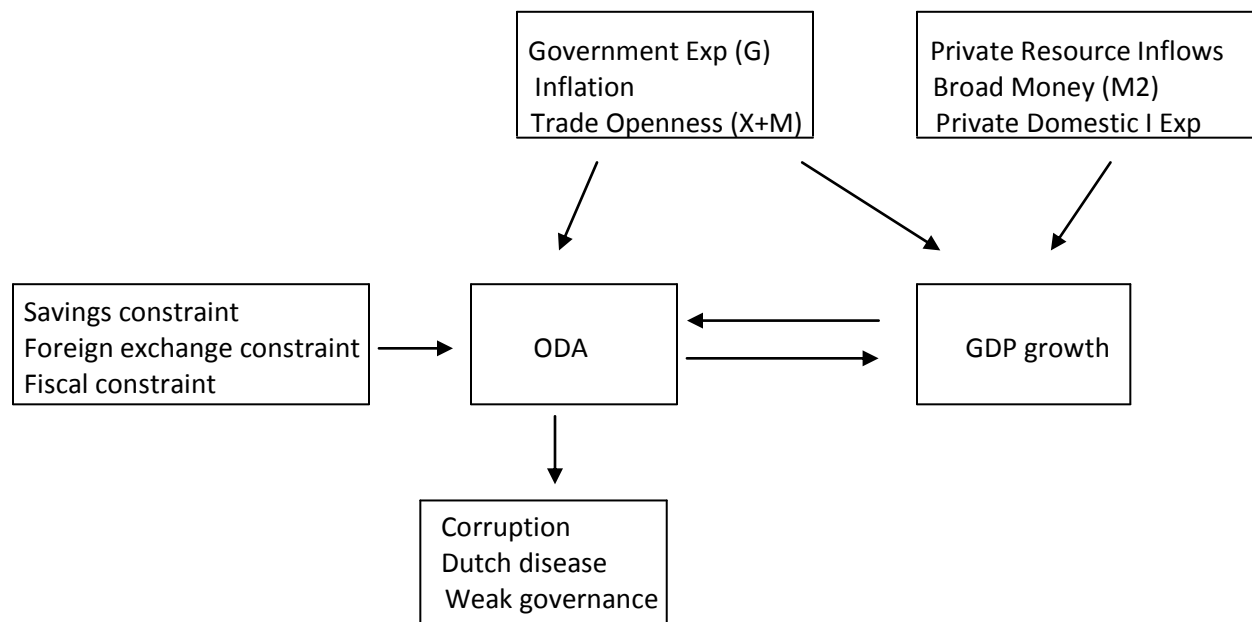 Government Exp (G)
Inflation
Trade Openness (X+M)
Private Resource Inflows
Broad Money (M2)
Private Domestic I Exp
Savings constraint
Foreign exchange constraint
Fiscal constraint
ODA
GDP growth
Corruption
Dutch disease
Weak governance